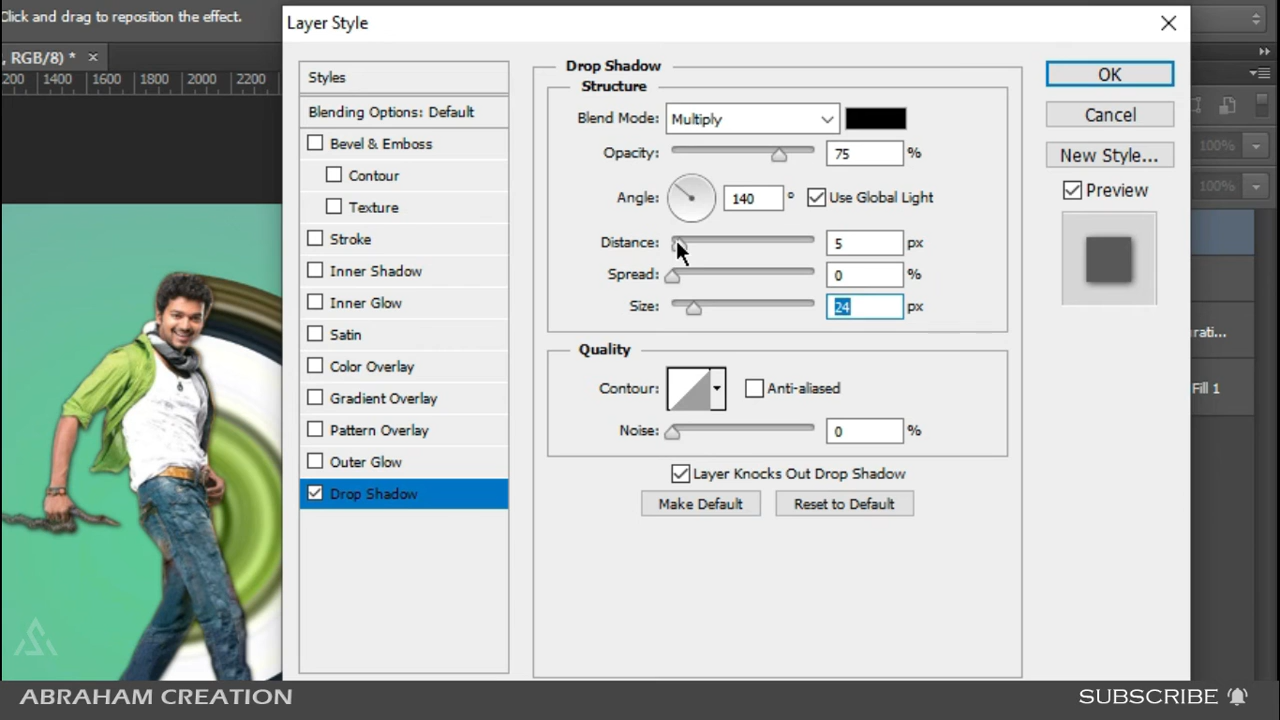 Click and drag to reposition the effect.
, RGB/8) * ×
200 1400 1600 1800 2000 2200
Layer Style
Styles
Blending Options: Default
Bevel & Emboss
Contour
Texture
Stroke
Inner Shadow
Inner Glow
Satin
Color Overlay
Gradient Overlay
Pattern Overlay
Outer Glow
Drop Shadow
Drop Shadow
Structure
Blend Mode: Multiply
Opacity: 75 %
Angle: 140 ° Use Global Light
Distance: 5 px
Spread: 0 %
Size: 24 px
Quality
Contour: Anti-aliased
Noise: 0 %
Layer Knocks Out Drop Shadow
Make Default Reset to Default
OK
Cancel
New Style...
Preview
100%
100%
rati...
Fill 1
ABRAHAM CREATION
SUBSCRIBE